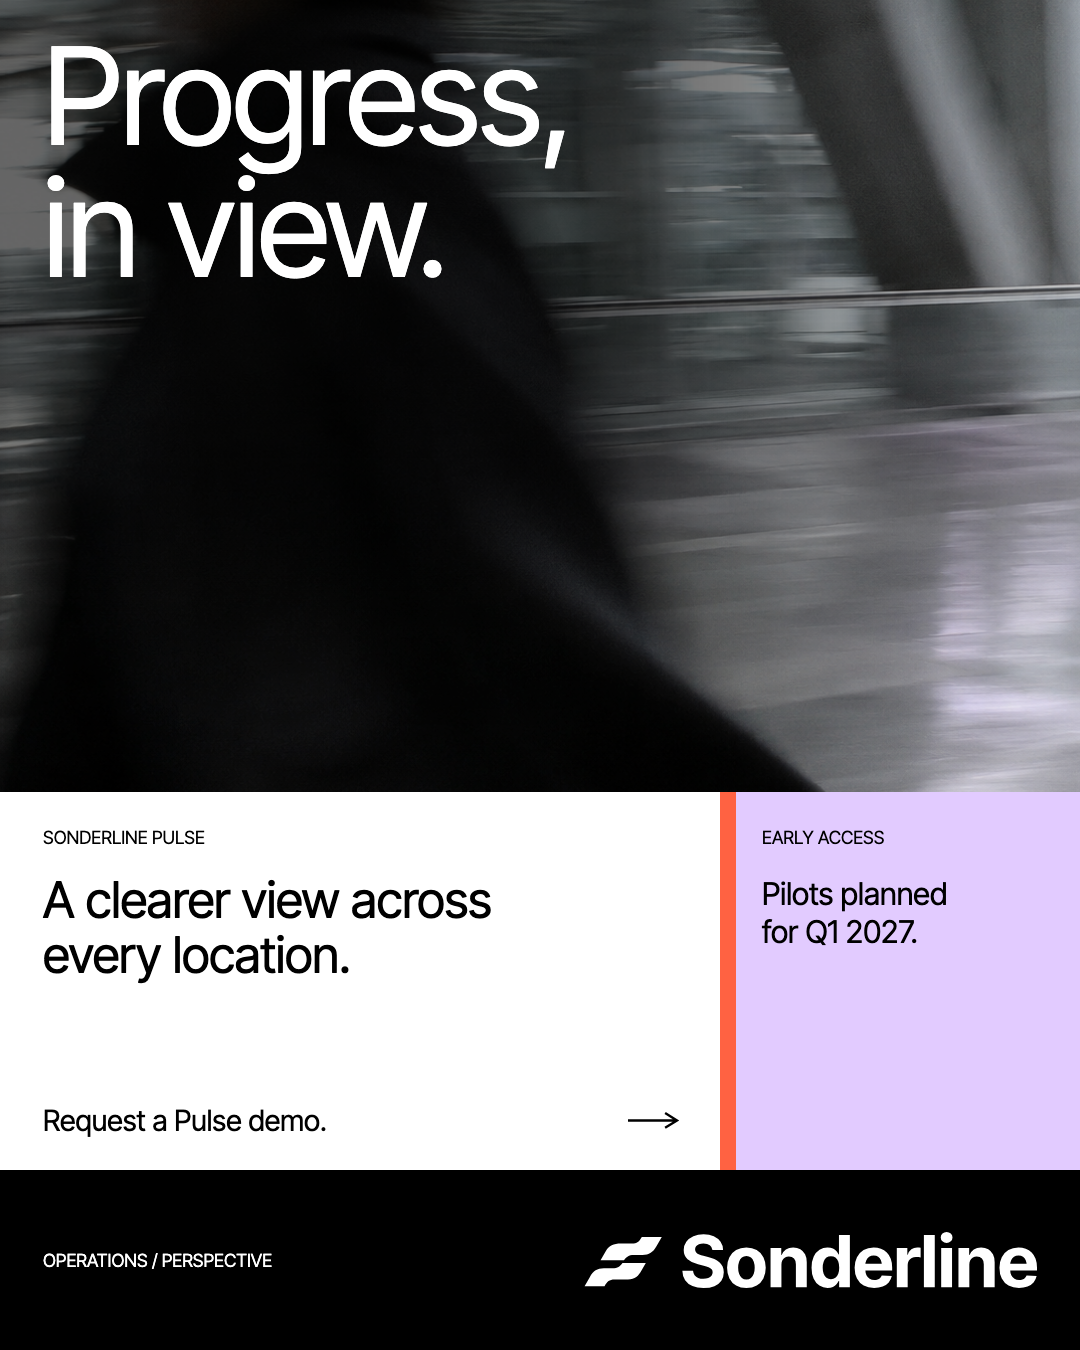 Progress,
in view.
SONDERLINE PULSE
A clearer view across
every location.
Request a Pulse demo.
EARLY ACCESS
Pilots planned
for Q1 2027.
OPERATIONS / PERSPECTIVE
Sonderline